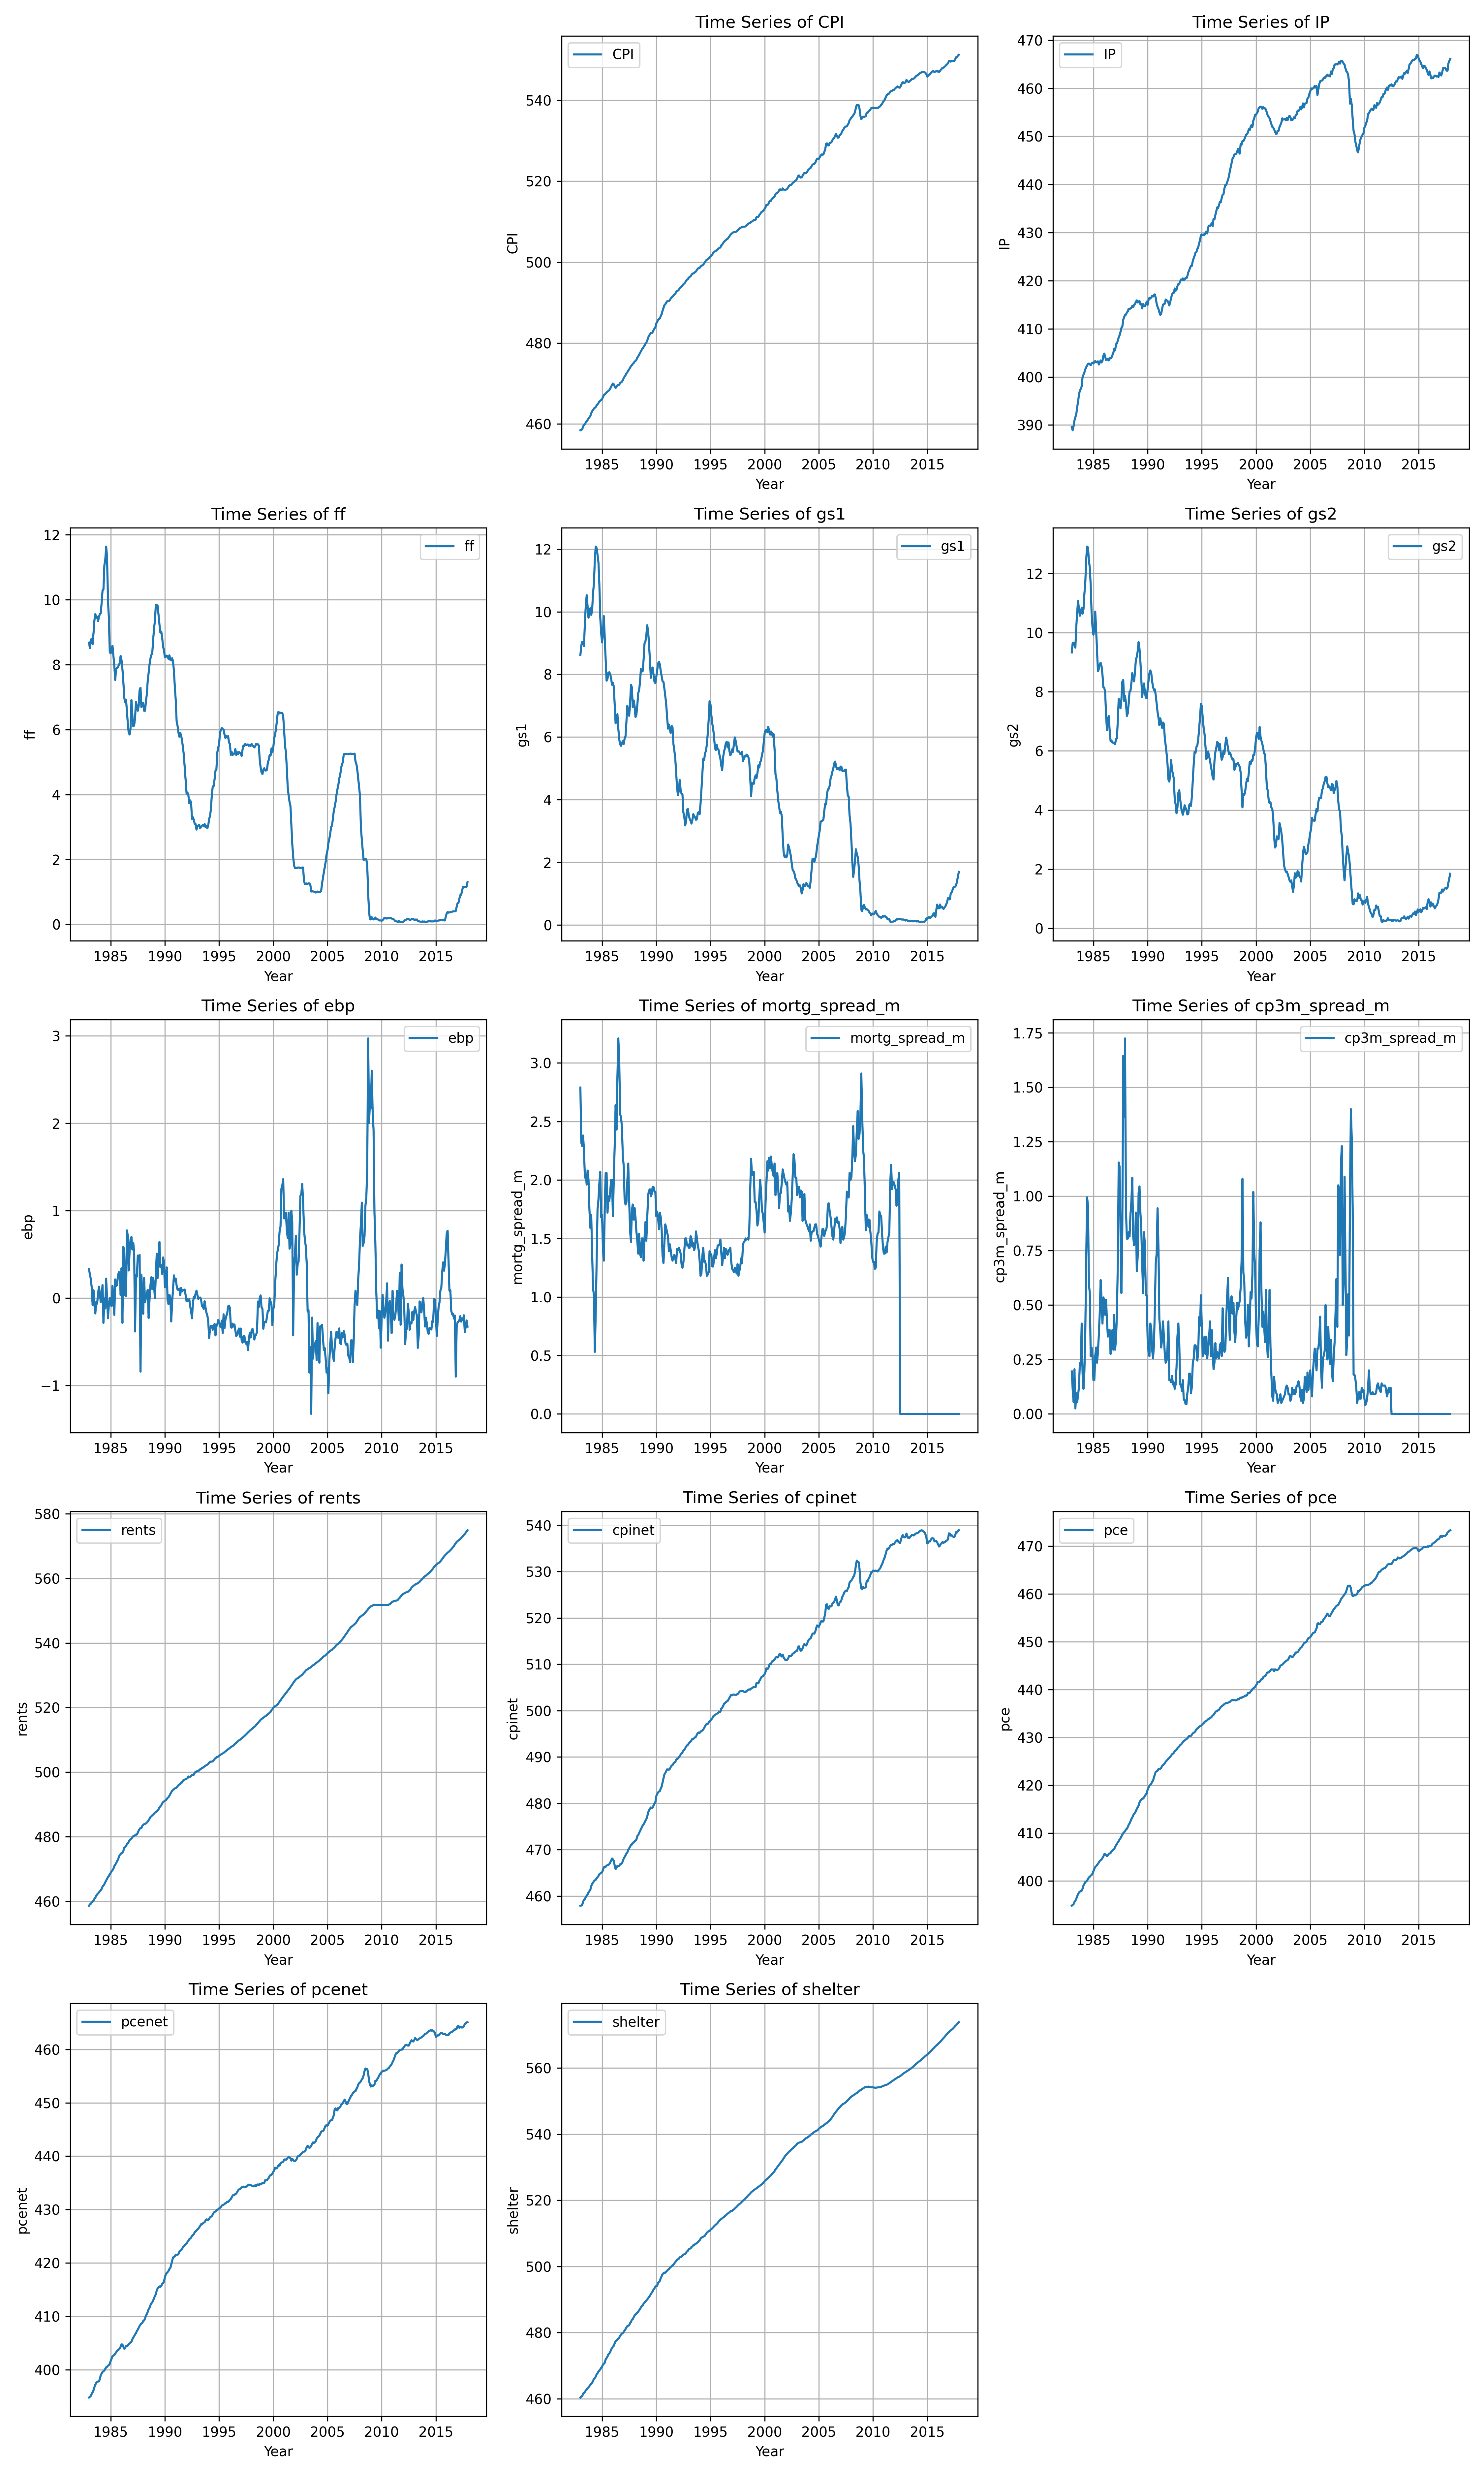 Time Series of CPI
CPI
CPI
540
520
500
480
460
1985 1990 1995 2000 2005 2010 2015
Year
Time Series of IP
IP
IP
470
460
450
440
430
420
410
400
390
1985 1990 1995 2000 2005 2010 2015
Year
Time Series of ff
ff
ff
12
10
8
6
4
2
0
1985 1990 1995 2000 2005 2010 2015
Year
Time Series of gs1
gs1
gs1
12
10
8
6
4
2
0
1985 1990 1995 2000 2005 2010 2015
Year
Time Series of gs2
gs2
gs2
12
10
8
6
4
2
0
1985 1990 1995 2000 2005 2010 2015
Year
Time Series of ebp
ebp
ebp
3
2
1
0
−1
1985 1990 1995 2000 2005 2010 2015
Year
Time Series of mortg_spread_m
mortg_spread_m
mortg_spread_m
3.0
2.5
2.0
1.5
1.0
0.5
0.0
1985 1990 1995 2000 2005 2010 2015
Year
Time Series of cp3m_spread_m
cp3m_spread_m
cp3m_spread_m
1.75
1.50
1.25
1.00
0.75
0.50
0.25
0.00
1985 1990 1995 2000 2005 2010 2015
Year
Time Series of rents
rents
rents
580
560
540
520
500
480
460
1985 1990 1995 2000 2005 2010 2015
Year
Time Series of cpinet
cpinet
cpinet
540
530
520
510
500
490
480
470
460
1985 1990 1995 2000 2005 2010 2015
Year
Time Series of pce
pce
pce
470
460
450
440
430
420
410
400
1985 1990 1995 2000 2005 2010 2015
Year
Time Series of pcenet
pcenet
pcenet
460
450
440
430
420
410
400
1985 1990 1995 2000 2005 2010 2015
Year
Time Series of shelter
shelter
shelter
560
540
520
500
480
460
1985 1990 1995 2000 2005 2010 2015
Year